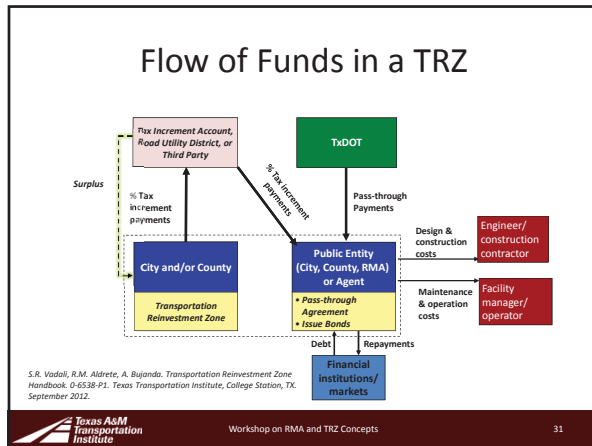 Flow of Funds in a TRZ
Tax Increment Account,
Road Utility District, or
Third Party
TxDOT
Surplus
% Tax
increment
payments
% Tax increment
payments
Pass-through
Payments
City and/or County
Transportation
Reinvestment Zone
Public Entity
(City, County, RMA)
or Agent
• Pass-through
Agreement
• Issue Bonds
Design &
construction
costs
Engineer/
construction
contractor
Maintenance
& operation
costs
Facility
manager/
operator
Debt
Repayments
Financial
institutions/
markets
S.R. Vadali, R.M. Aldrete, A. Bujanda. Transportation Reinvestment Zone
Handbook. 0-6538-P1. Texas Transportation Institute, College Station, TX.
September 2012.
Texas A&M
Transportation
Institute
Workshop on RMA and TRZ Concepts
31